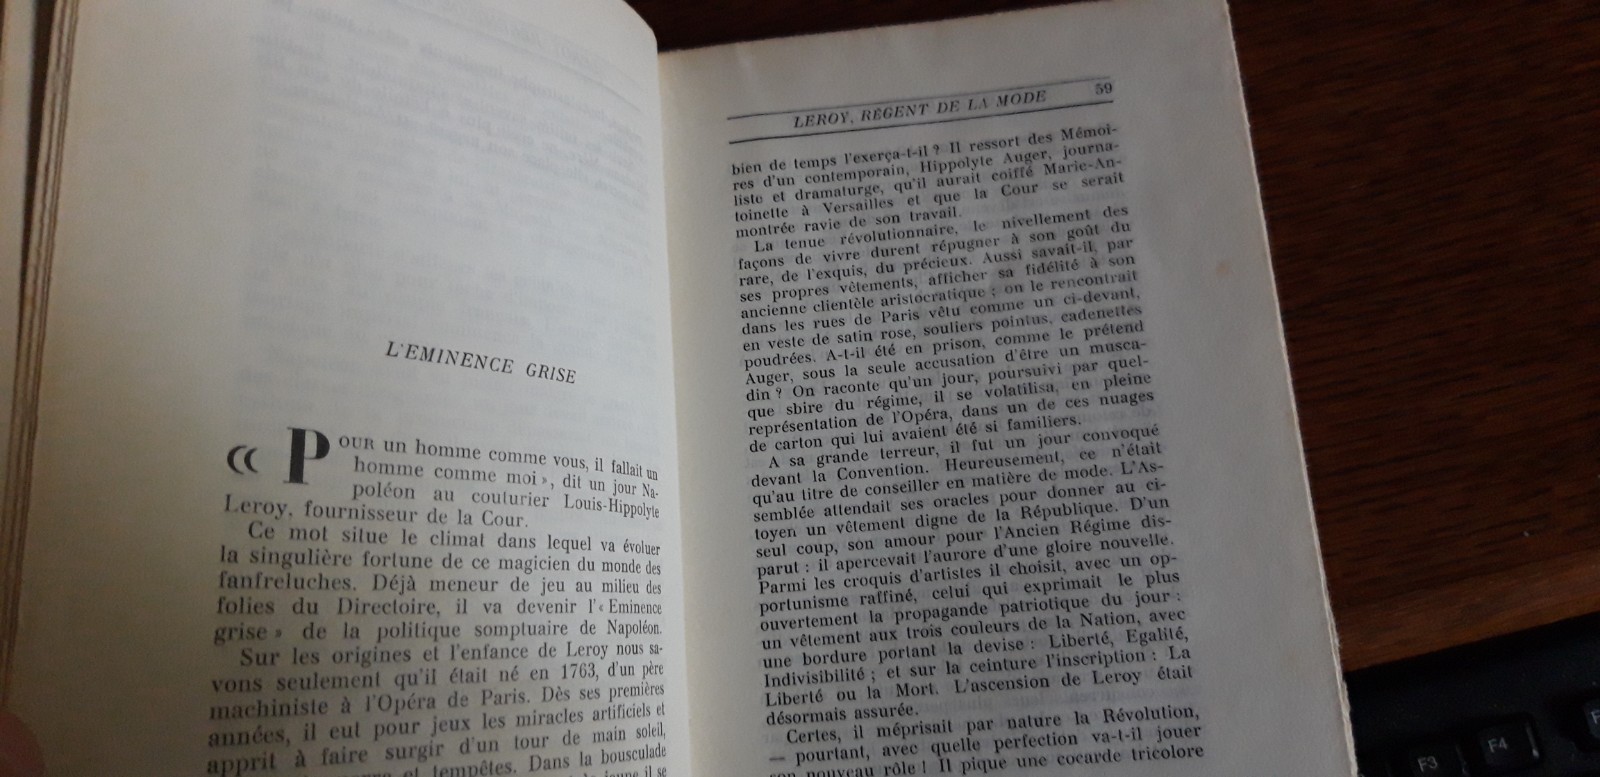 L'EMINENCE GRISE
« POUR un homme comme vous, il fallait un
homme comme moi », dit un jour Na-
poléon au couturier Louis-Hippolyte
Leroy, fournisseur de la Cour.
Ce mot situe le climat dans lequel va évoluer
la singulière fortune de ce magicien du monde des
fanfreluches. Déjà meneur de jeu au milieu des
folies du Directoire, il va devenir l'« Eminence
grise » de la politique somptuaire de Napoléon.
Sur les origines et l'enfance de Leroy nous sa-
vons seulement qu'il était né en 1763, d'un père
machiniste à l'Opéra de Paris. Dès ses premières
années, il eut pour jeux les miracles artificiels et
apprit à faire surgir d'un tour de main soleil,
et tempêtes. Dans la bousculade
il se
LEROY, RÉGENT DE LA MODE 59
bien de temps l'exerça-t-il ? Il ressort des Mémoi-
res d'un contemporain, Hippolyte Auger, journa-
liste et dramaturge, qu'il aurait coiffé Marie-An-
toinette à Versailles et que la Cour se serait
montrée ravie de son travail.
La tenue révolutionnaire, le nivellement des
façons de vivre durent répugner à son goût du
rare, de l'exquis, du précieux. Aussi savait-il, par
ses propres vêtements, afficher sa fidélité à son
ancienne clientèle aristocratique ; on le rencontrait
dans les rues de Paris vêtu comme un ci-devant,
en veste de satin rose, souliers pointus, cadenettes
poudrées. A-t-il été en prison, comme le prétend
Auger, sous la seule accusation d'être un musca-
din ? On raconte qu'un jour, poursuivi par quel-
que sbire du régime, il se volatilisa, en pleine
représentation de l'Opéra, dans un de ces nuages
de carton qui lui avaient été si familiers.
A sa grande terreur, il fut un jour convoqué
devant la Convention. Heureusement, ce n'était
qu'au titre de conseiller en matière de mode. L'As-
semblée attendait ses oracles pour donner au ci-
toyen un vêtement digne de la République. D'un
seul coup, son amour pour l'Ancien Régime dis-
parut : il apercevait l'aurore d'une gloire nouvelle.
Parmi les croquis d'artistes il choisit, avec un op-
portunisme raffiné, celui qui exprimait le plus
ouvertement la propagande patriotique du jour :
un vêtement aux trois couleurs de la Nation, avec
une bordure portant la devise : Liberté, Egalité,
Indivisibilité ; et sur la ceinture l'inscription : La
Liberté ou la Mort. L'ascension de Leroy était
désormais assurée.
Certes, il méprisait par nature la Révolution,
— pourtant, avec quelle perfection va-t-il jouer
son nouveau rôle ! Il pique une cocarde tricolore
F3
F4